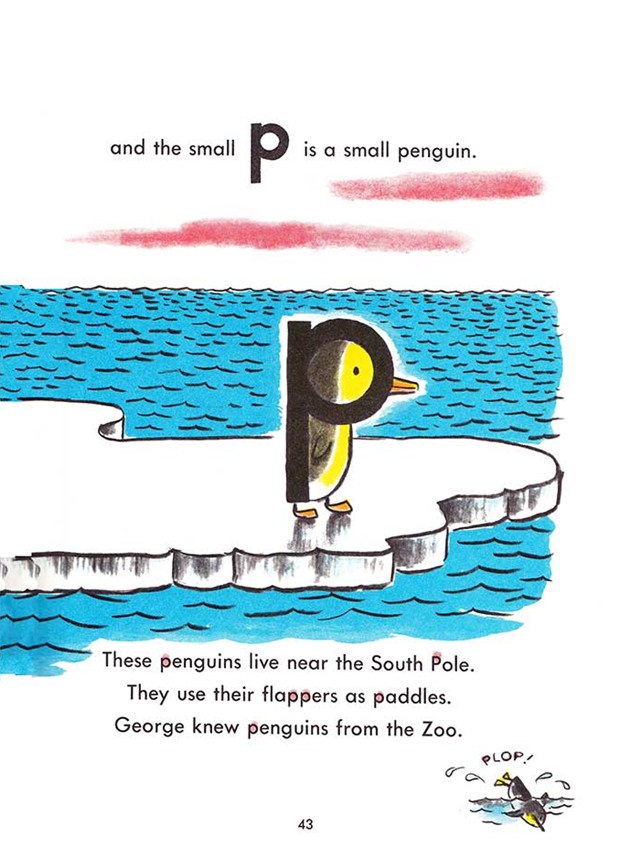 and the small p is a small penguin.
p
These penguins live near the South Pole.
They use their flappers as paddles.
George knew penguins from the Zoo.
PLOP!
43